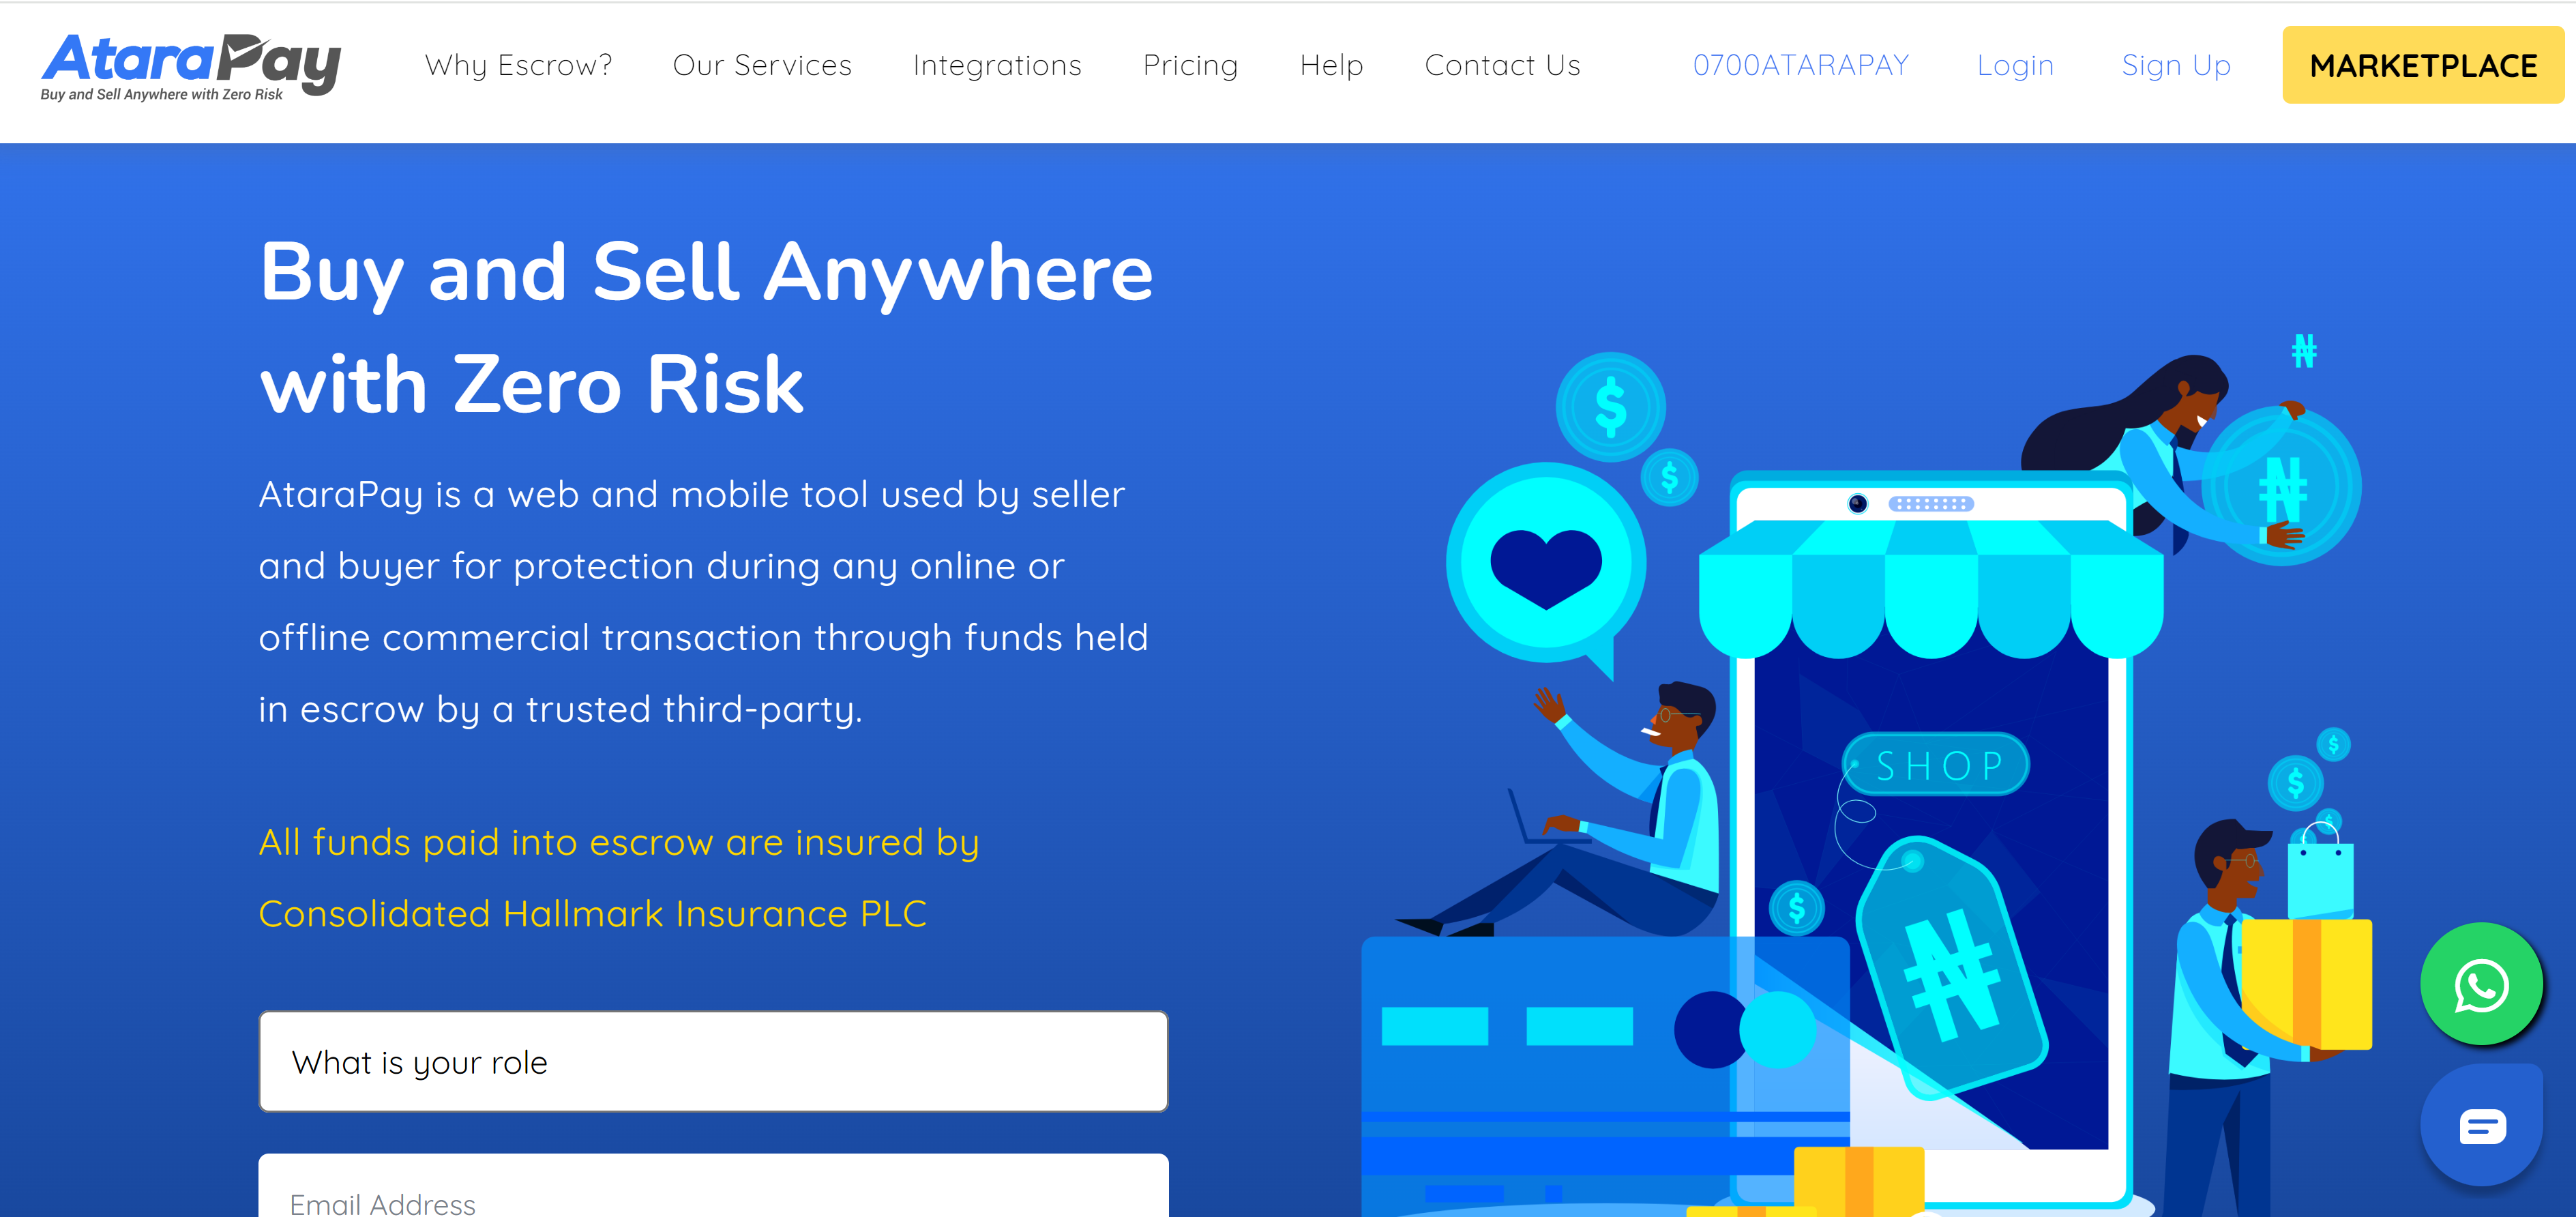 AtaraPay
Buy and Sell Anywhere with Zero Risk
Why Escrow?
Our Services
Integrations
Pricing
Help
Contact Us
0700ATARAPAY
Login
Sign Up
MARKETPLACE
Buy and Sell Anywhere
with Zero Risk
AtaraPay is a web and mobile tool used by seller
and buyer for protection during any online or
offline commercial transaction through funds held
in escrow by a trusted third-party.
All funds paid into escrow are insured by
Consolidated Hallmark Insurance PLC
What is your role
Email Address
$
$
₦
₦
SHOP
$
₦
$
$
$